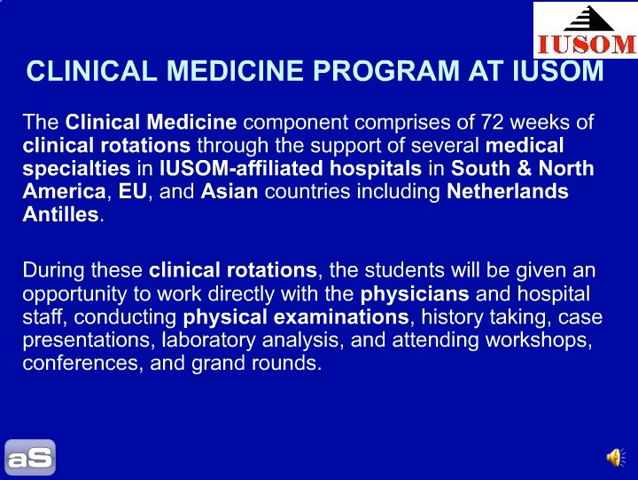 IUSOM
CLINICAL MEDICINE PROGRAM AT IUSOM
The Clinical Medicine component comprises of 72 weeks of
clinical rotations through the support of several medical
specialties in IUSOM-affiliated hospitals in South & North
America, EU, and Asian countries including Netherlands
Antilles.
During these clinical rotations, the students will be given an
opportunity to work directly with the physicians and hospital
staff, conducting physical examinations, history taking, case
presentations, laboratory analysis, and attending workshops,
conferences, and grand rounds.
aS